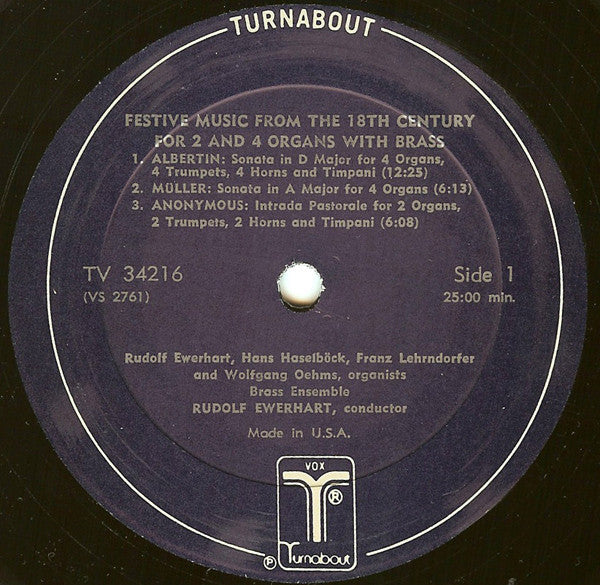 TURNABOUT
FESTIVE MUSIC FROM THE 18TH CENTURY
FOR 2 AND 4 ORGANS WITH BRASS
1. ALBERTIN: Sonata in D Major for 4 Organs,
4 Trumpets, 4 Horns and Timpani (12:25)
2. MÜLLER: Sonata in A Major for 4 Organs (6:13)
3. ANONYMOUS: Intrada Pastorale for 2 Organs,
2 Trumpets, 2 Horns and Timpani (6:08)
TV 34216 Side 1
(VS 2761) 25:00 min.
Rudolf Ewerhart, Hans Haselböck, Franz Lehrndorfer
and Wolfgang Oehms, organists
Brass Ensemble
RUDOLF EWERHART, conductor
Made in U.S.A.
VOX
T ®
℗ Turnabout